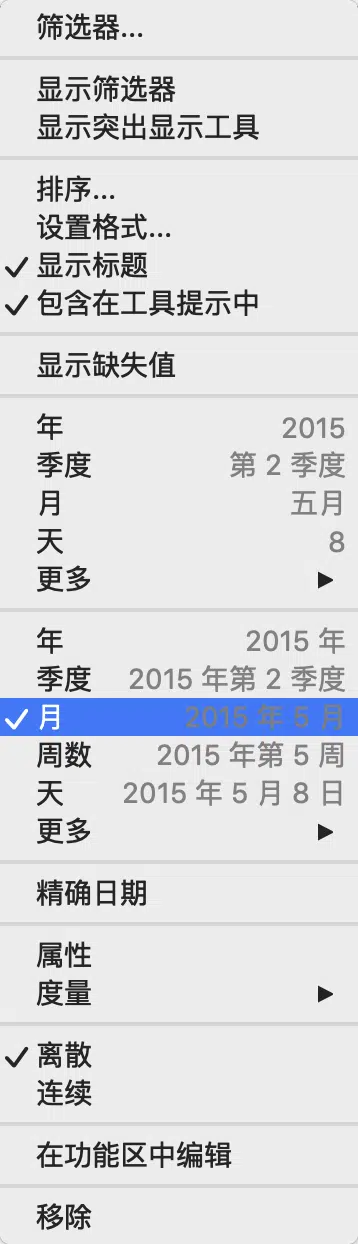 筛选器...
显示筛选器
显示突出显示工具
排序...
设置格式...
显示标题
包含在工具提示中
显示缺失值
年 2015
季度 第 2 季度
月 五月
天 8
更多
年 2015 年
季度 2015 年第 2 季度
月 2015 年 5 月
周数 2015 年第 5 周
天 2015 年 5 月 8 日
更多
精确日期
属性
度量
离散
连续
在功能区中编辑
移除